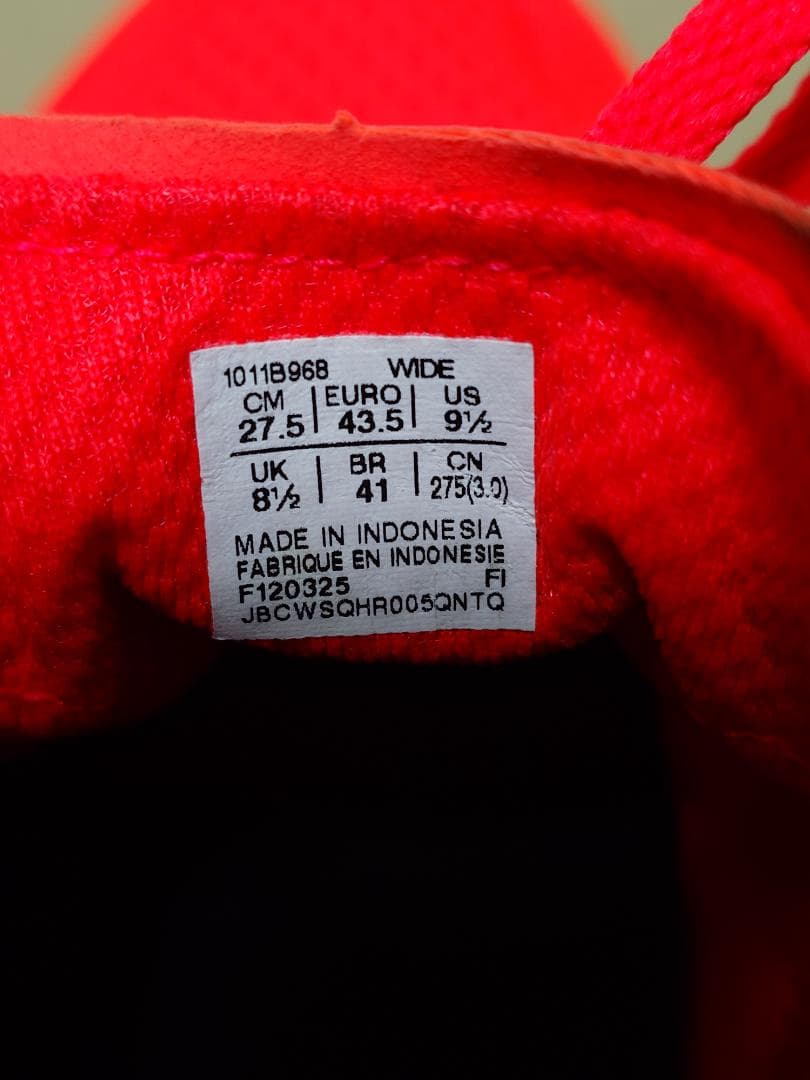 1011B968 WIDE
CM | EURO | US
27.5 | 43.5 | 9½
UK | BR | CN
8½ | 41 | 275(3.0)
MADE IN INDONESIA
FABRIQUE EN INDONESIE
F120325 FI
JBCWSQHR005QNTQ